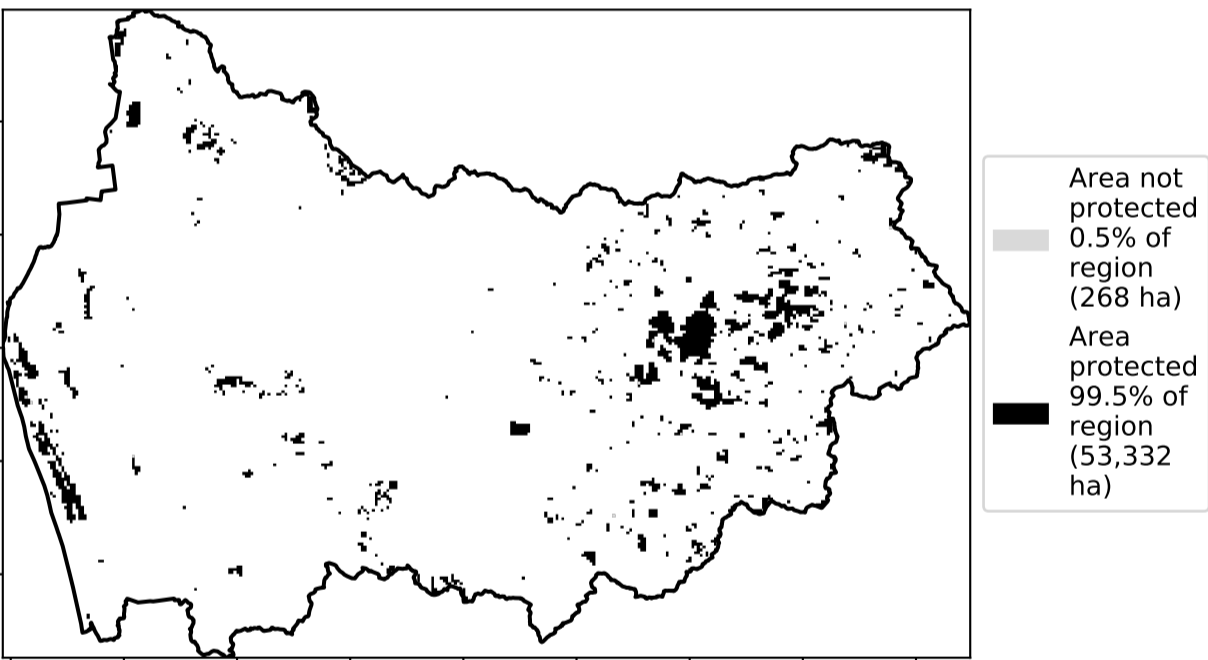 Area not
protected
0.5% of
region
(268 ha)
Area
protected
99.5% of
region
(53,332
ha)